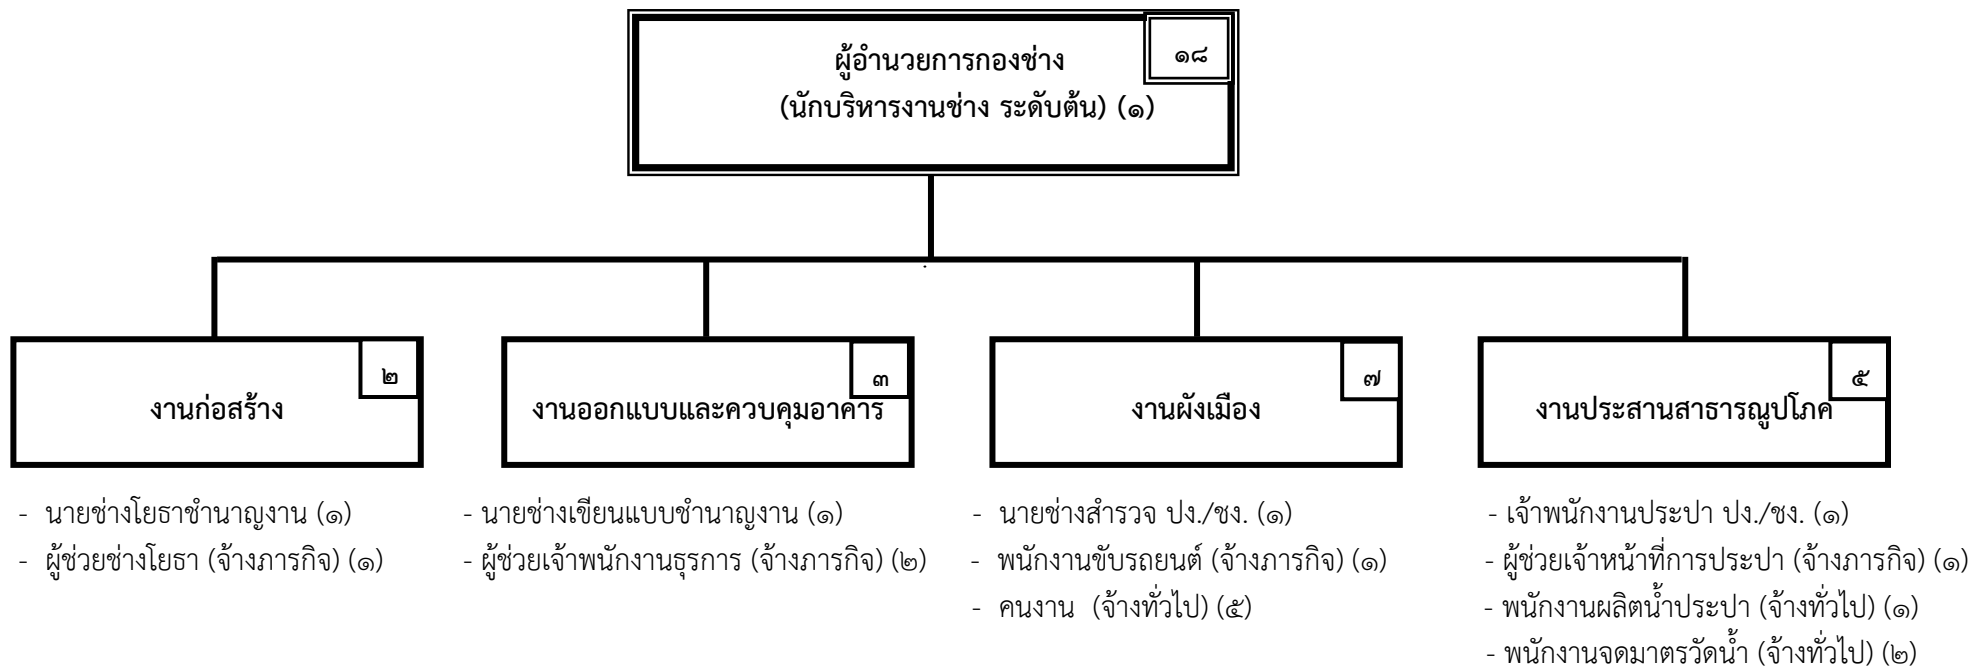 ๑๘
ผู้อำนวยการกองช่าง
(นักบริหารงานช่าง ระดับต้น) (๑)
๒
งานก่อสร้าง
- นายช่างโยธาชำนาญงาน (๑)
- ผู้ช่วยช่างโยธา (จ้างภารกิจ) (๑)
๓
งานออกแบบและควบคุมอาคาร
- นายช่างเขียนแบบชำนาญงาน (๑)
- ผู้ช่วยเจ้าพนักงานธุรการ (จ้างภารกิจ) (๒)
๗
งานผังเมือง
- นายช่างสำรวจ ปง./ชง. (๑)
- พนักงานขับรถยนต์ (จ้างภารกิจ) (๑)
- คนงาน (จ้างทั่วไป) (๕)
๕
งานประสานสาธารณูปโภค
- เจ้าพนักงานประปา ปง./ชง. (๑)
- ผู้ช่วยเจ้าหน้าที่การประปา (จ้างภารกิจ) (๑)
- พนักงานผลิตน้ำประปา (จ้างทั่วไป) (๑)
- พนักงานจดมาตรวัดน้ำ (จ้างทั่วไป) (๒)